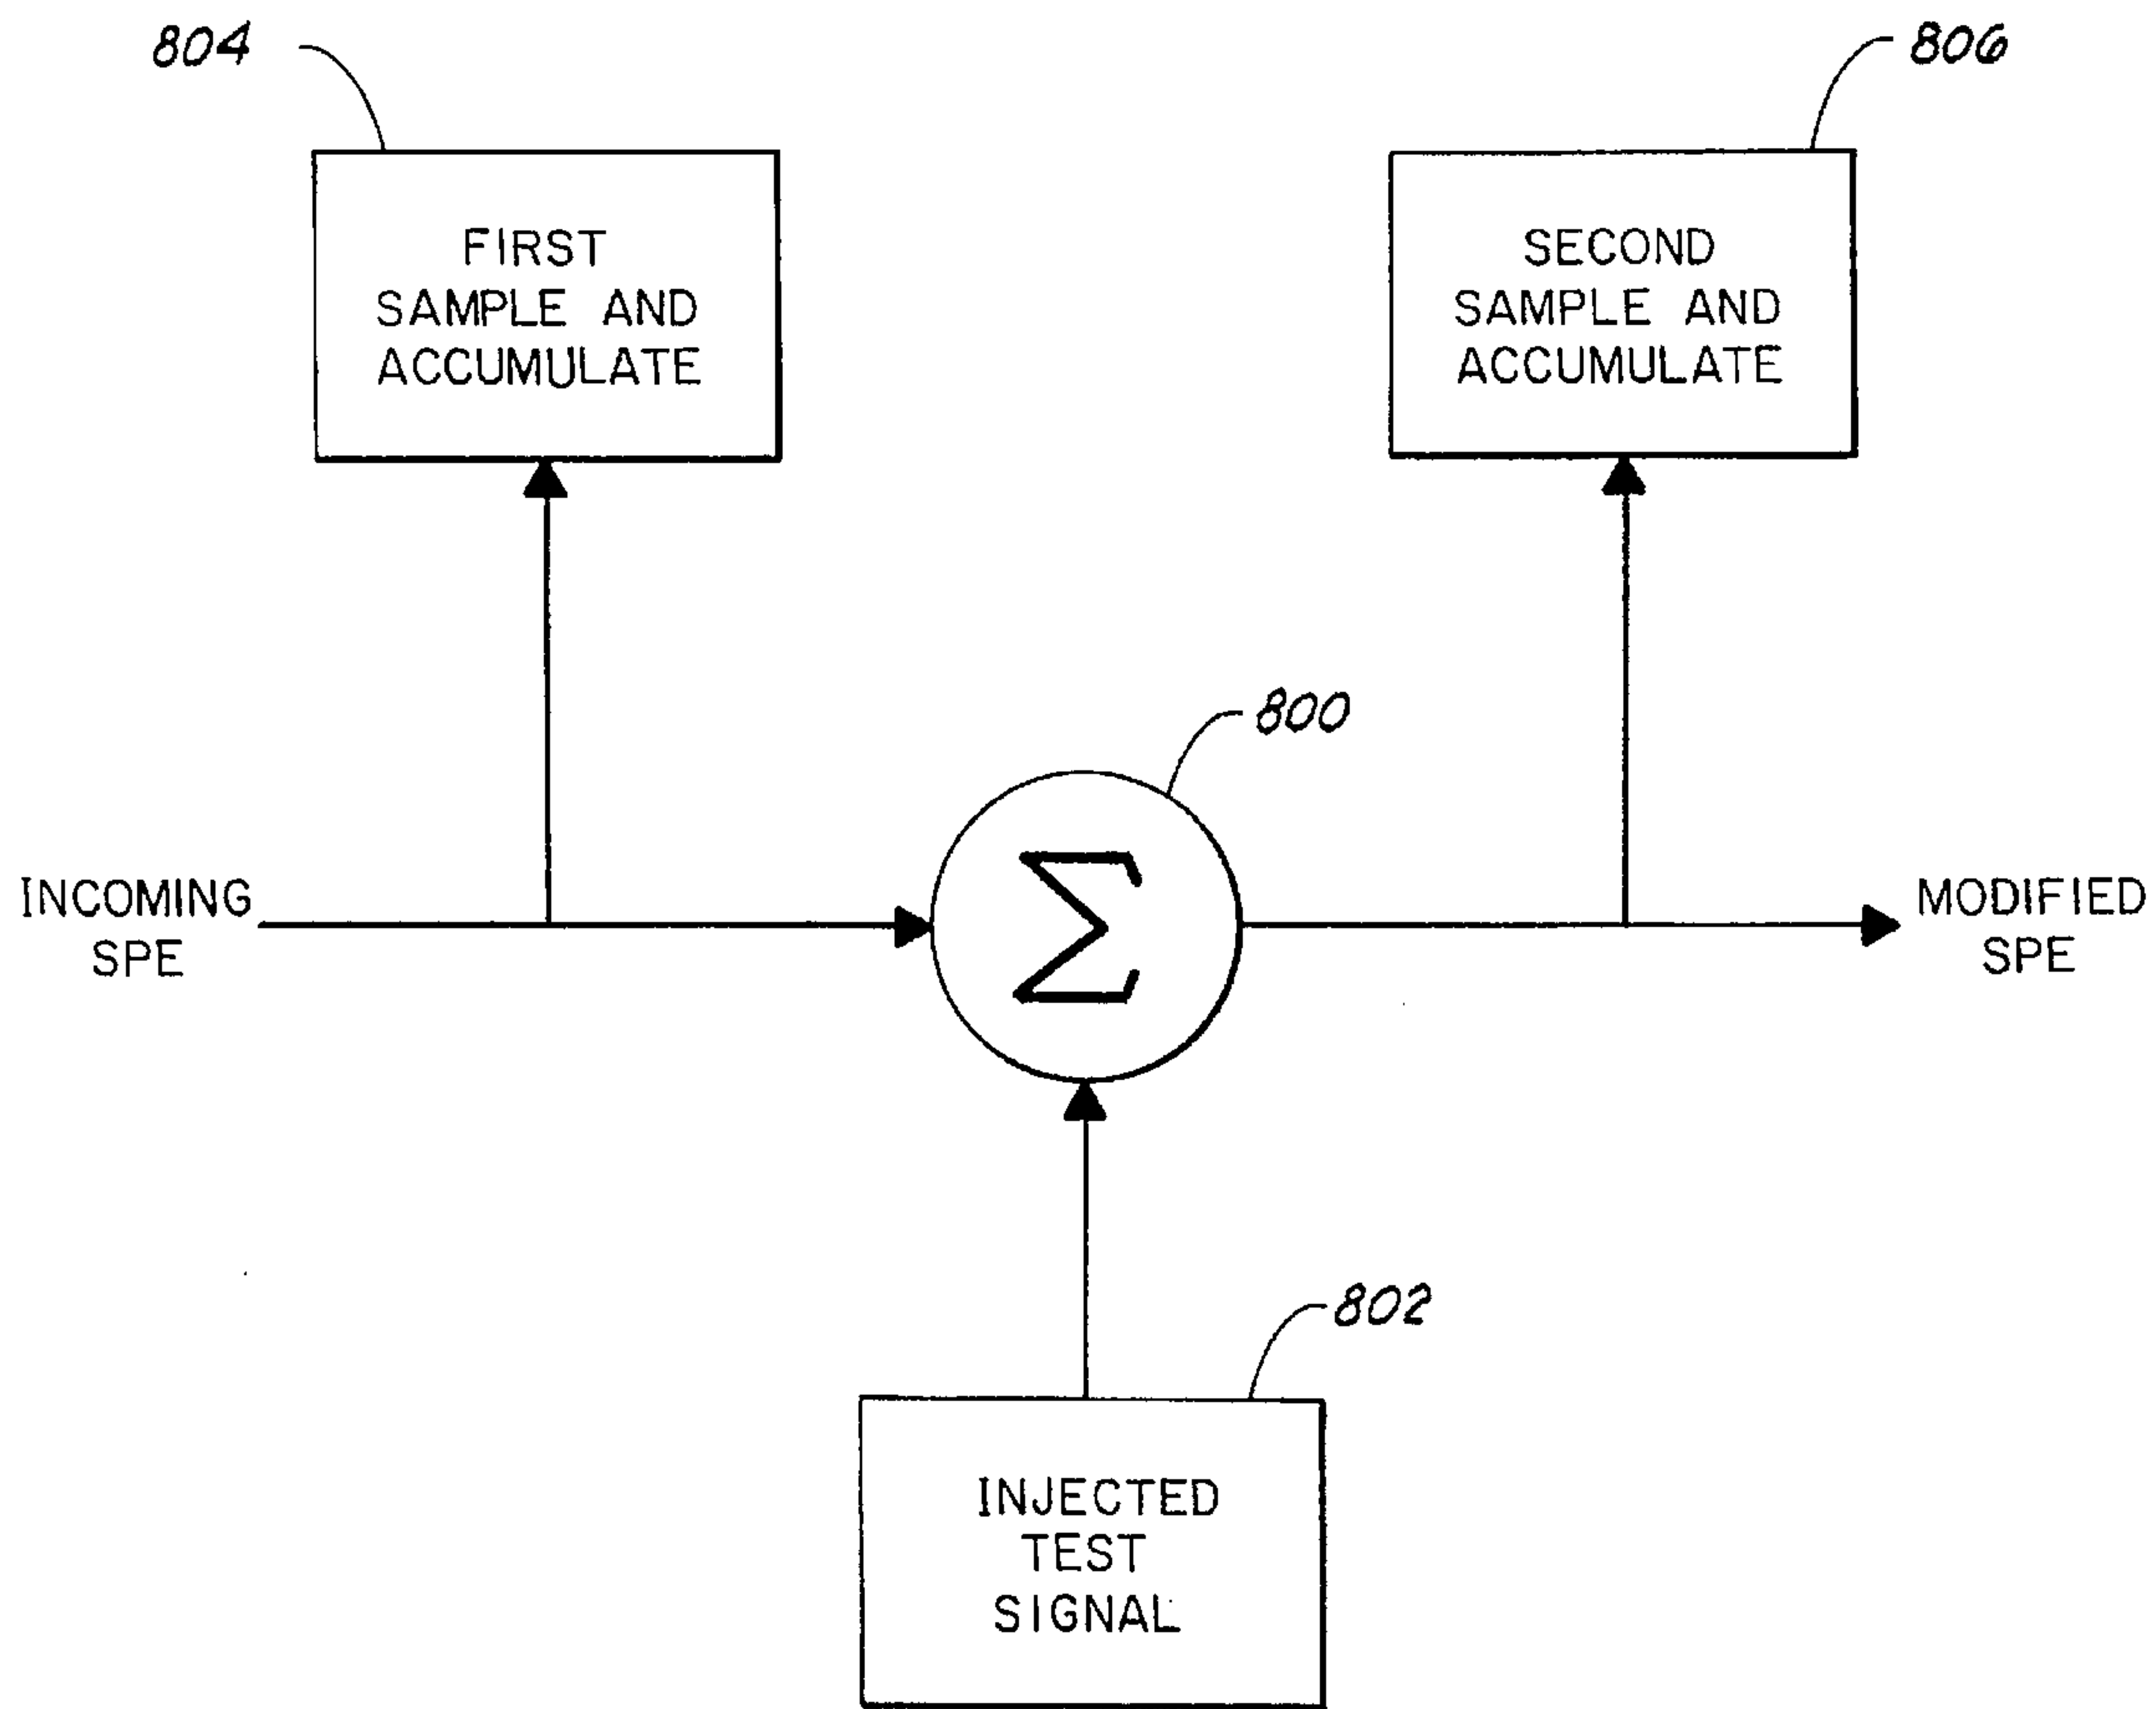 804
806
FIRST
SAMPLE AND
ACCUMULATE
SECOND
SAMPLE AND
ACCUMULATE
800
INCOMING
SPE
Σ
MODIFIED
SPE
802
INJECTED
TEST
SIGNAL